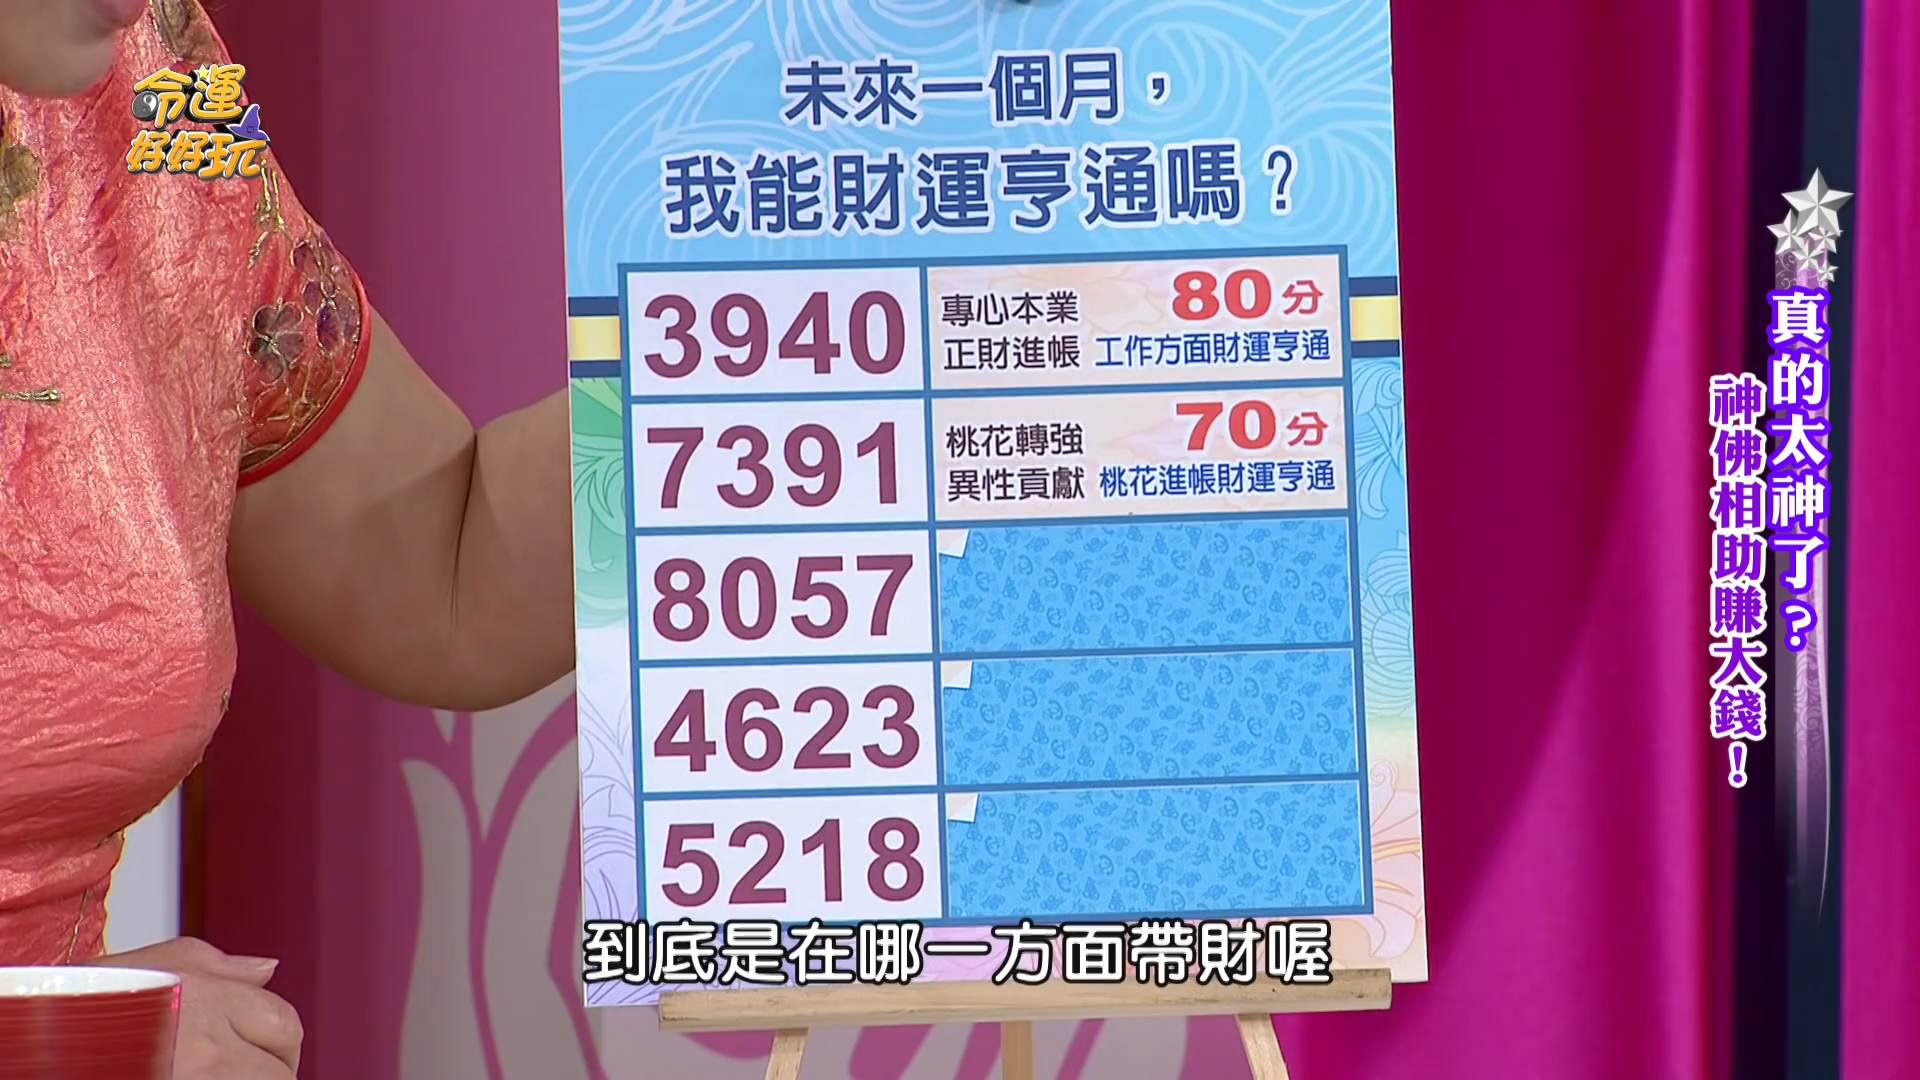 命運
好好玩
未來一個月，
我能財運亨通嗎？
3940
專心本業
正財進帳
80分
工作方面財運亨通
7391
桃花轉強
異性貢獻
70分
桃花進帳財運亨通
8057
4623
5218
真的太神了？
神佛相助賺大錢！
到底是在哪一方面帶財喔